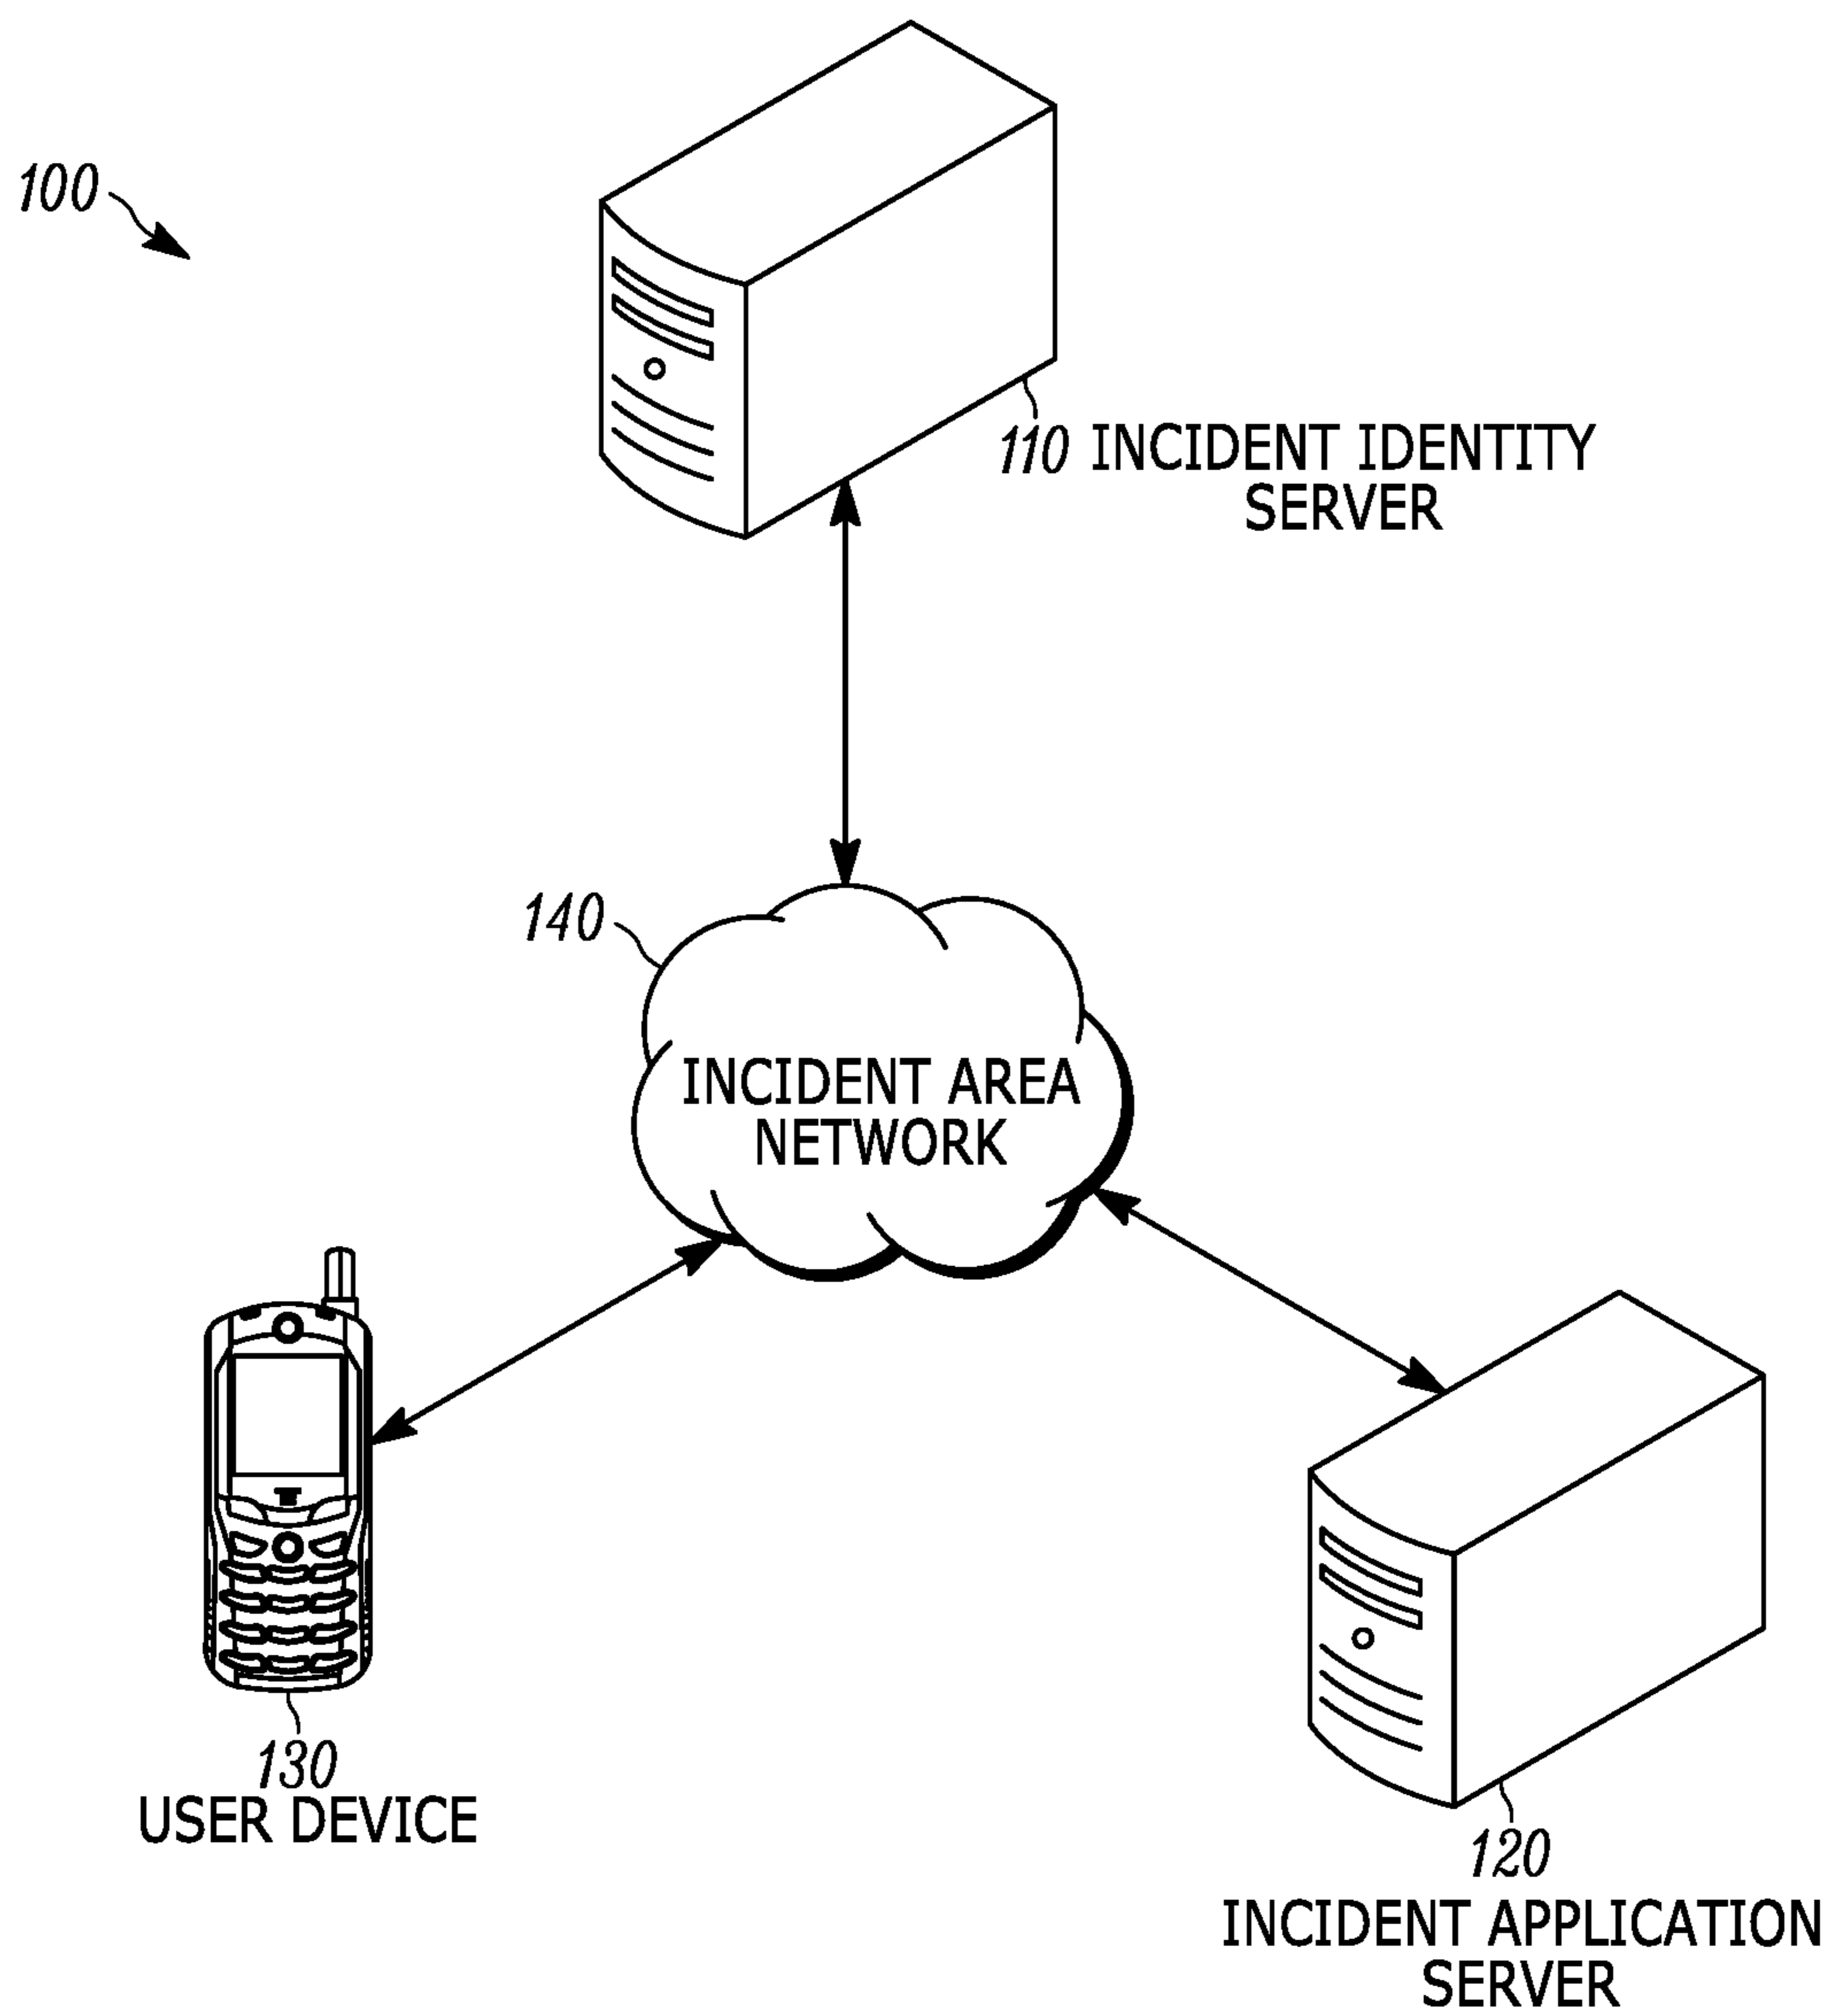 100
110 INCIDENT IDENTITY
SERVER
140
INCIDENT AREA
NETWORK
130
USER DEVICE
120
INCIDENT APPLICATION
SERVER